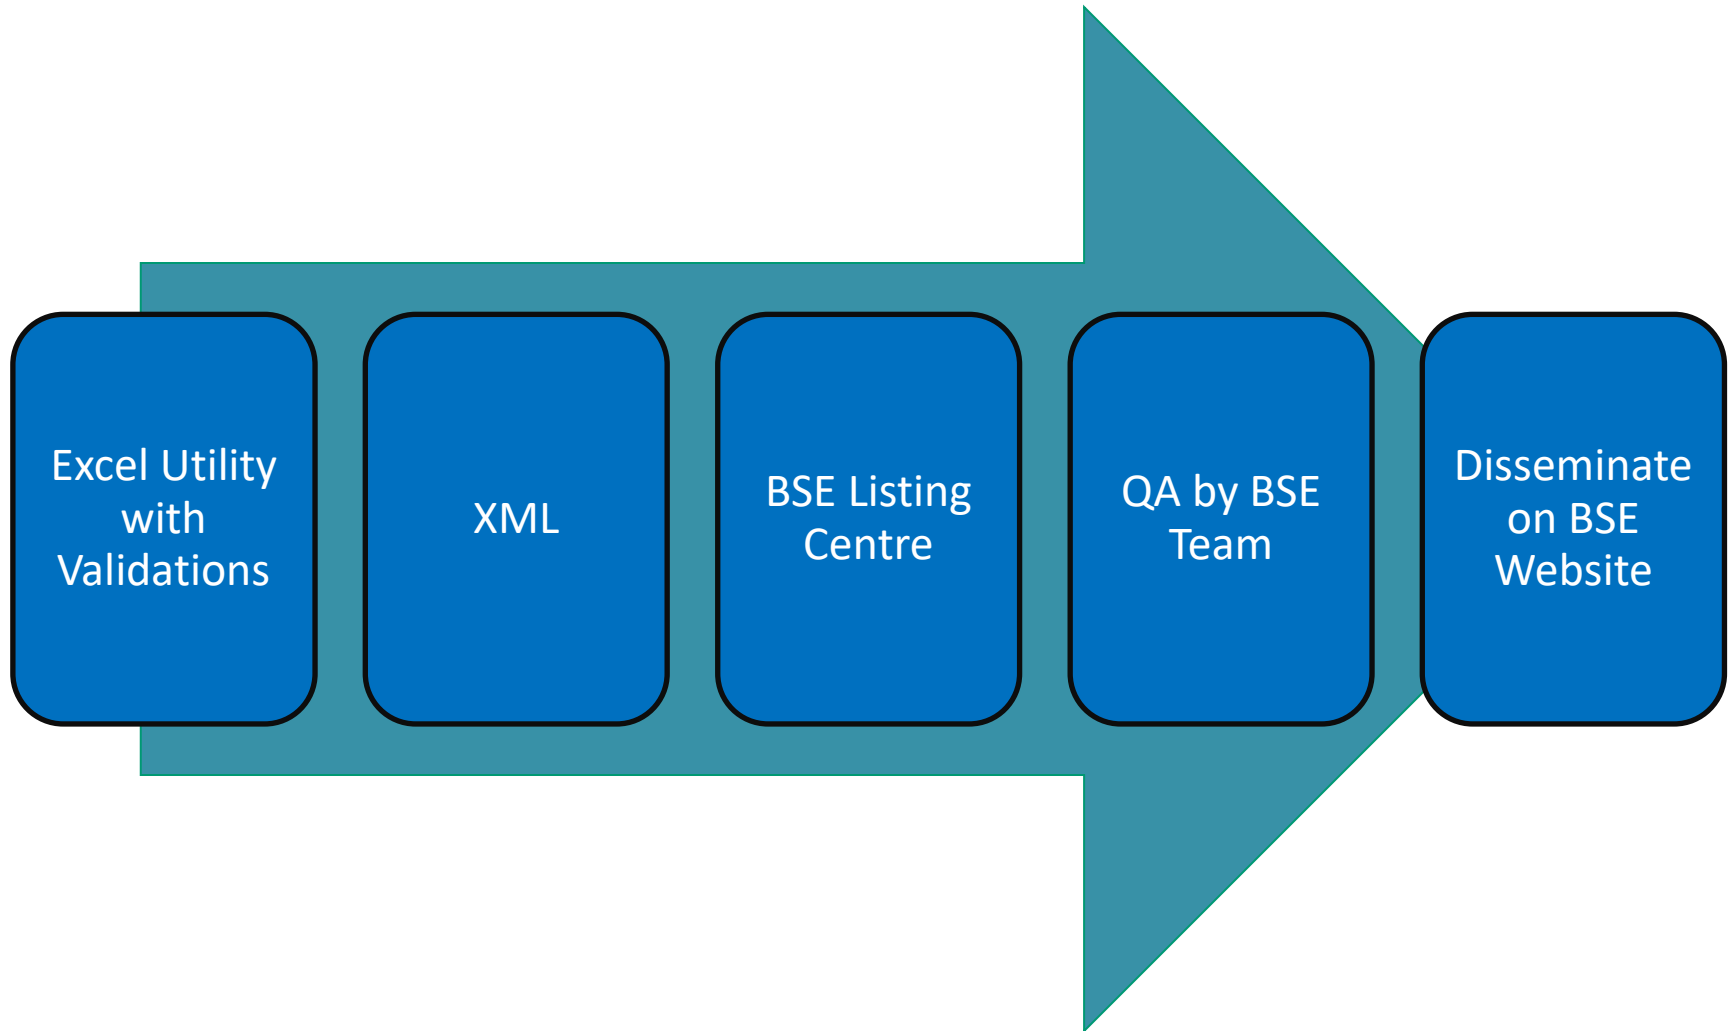 Excel Utility
with
Validations
XML
BSE Listing
Centre
QA by BSE
Team
Disseminate
on BSE
Website